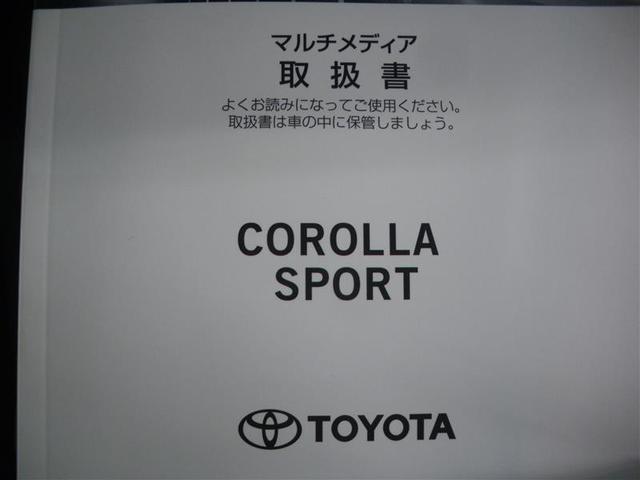 マルチメディア
取扱書
よくお読みになってご使用ください。
取扱書は車の中に保管しましょう。
COROLLA
SPORT
TOYOTA